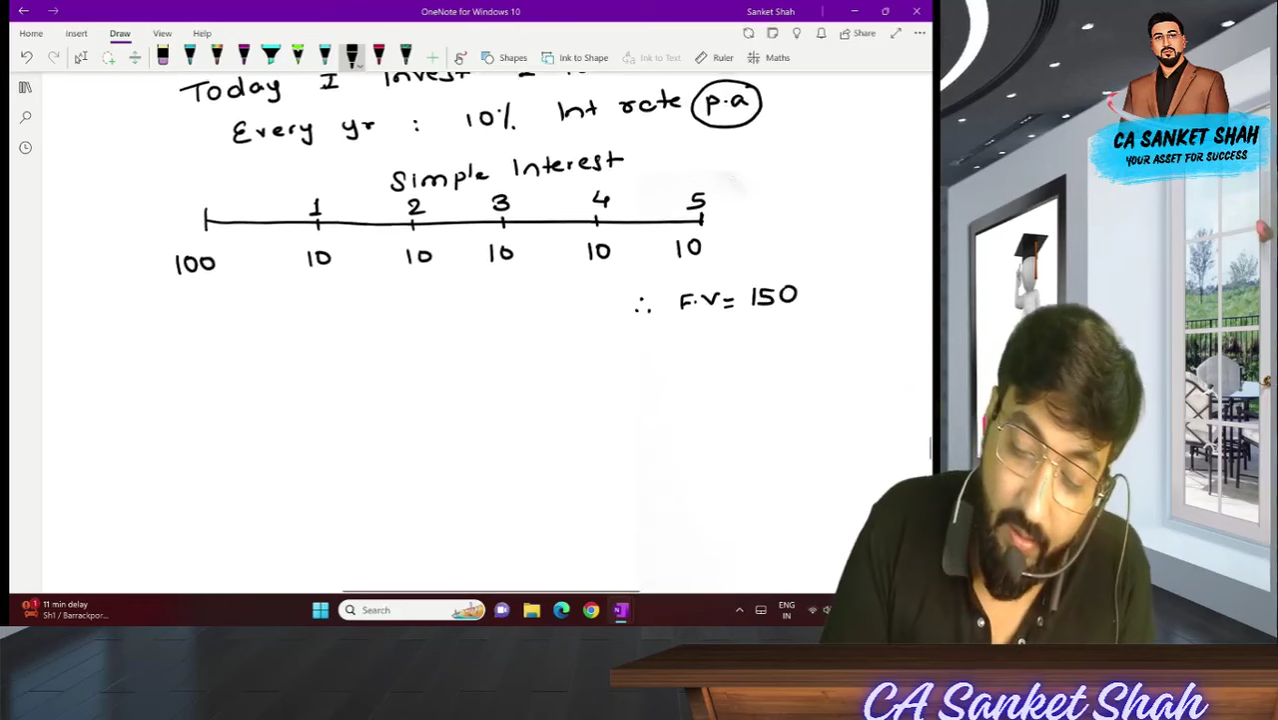 OneNote for Windows 10
Sanket Shah
Home Insert Draw View Help
Share
Shapes Ink to Shape Ink to Text Ruler Maths
Today I invest
Every yr : 10% Int rate p.a
Simple Interest
1 2 3 4 5
100 10 10 10 10 10
∴ F.V = 150
CA SANKET SHAH
YOUR ASSET FOR SUCCESS
11 min delay
Sh1 / Barrackpor...
Search
ENG
IN
CA Sanket Shah